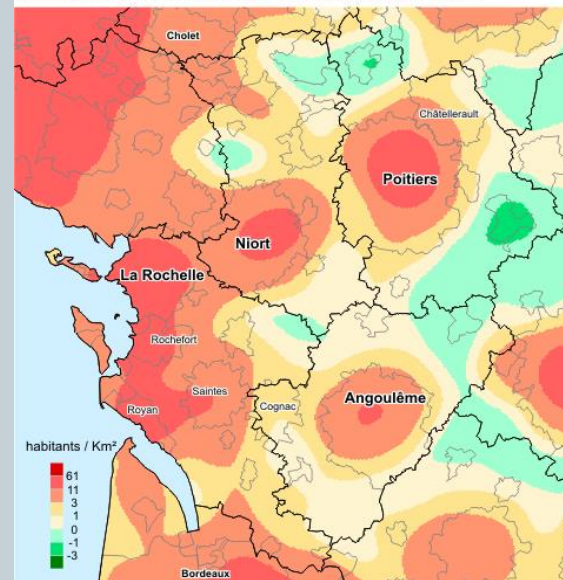 Cholet
Châtellerault
Poitiers
Niort
La Rochelle
Rochefort
Saintes
Royan
Cognac
Angoulême
habitants / Km²
61
11
3
1
0
-1
-3
Bordeaux